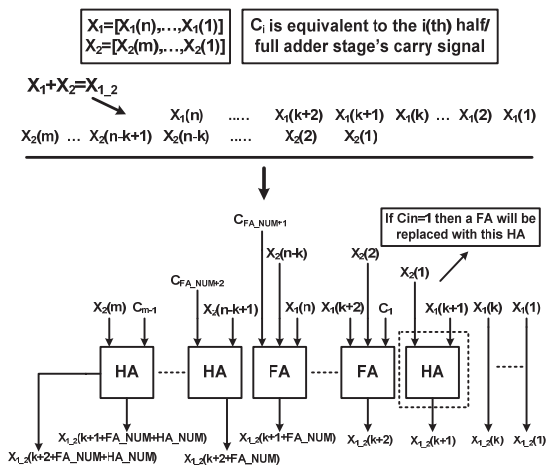 X₁=[X₁(n),...,X₁(1)]
X₂=[X₂(m),...,X₂(1)]
Cᵢ is equivalent to the i(th) half/
full adder stage's carry signal
X₁+X₂=X₁_₂
X₁(n) ..... X₁(k+2) X₁(k+1) X₁(k) ... X₁(2) X₁(1)
X₂(m) ... X₂(n-k+1) X₂(n-k) ..... X₂(2) X₂(1)
If Cin=1 then a FA will be
replaced with this HA
C_FA_NUM+1
X₂(n-k)
X₂(2)
X₂(1)
C_FA_NUM+2
X₂(m) Cₘ₋₁ X₂(n-k+1) X₁(n) X₁(k+2) C₁ X₁(k+1) X₁(k) X₁(1)
HA HA FA FA HA
X₁_₂(k+1+FA_NUM+HA_NUM) X₁_₂(k+1+FA_NUM) X₁_₂(k+2) X₁_₂(k+1) X₁_₂(k) X₁_₂(1)
X₁_₂(k+2+FA_NUM+HA_NUM) X₁_₂(k+2+FA_NUM)